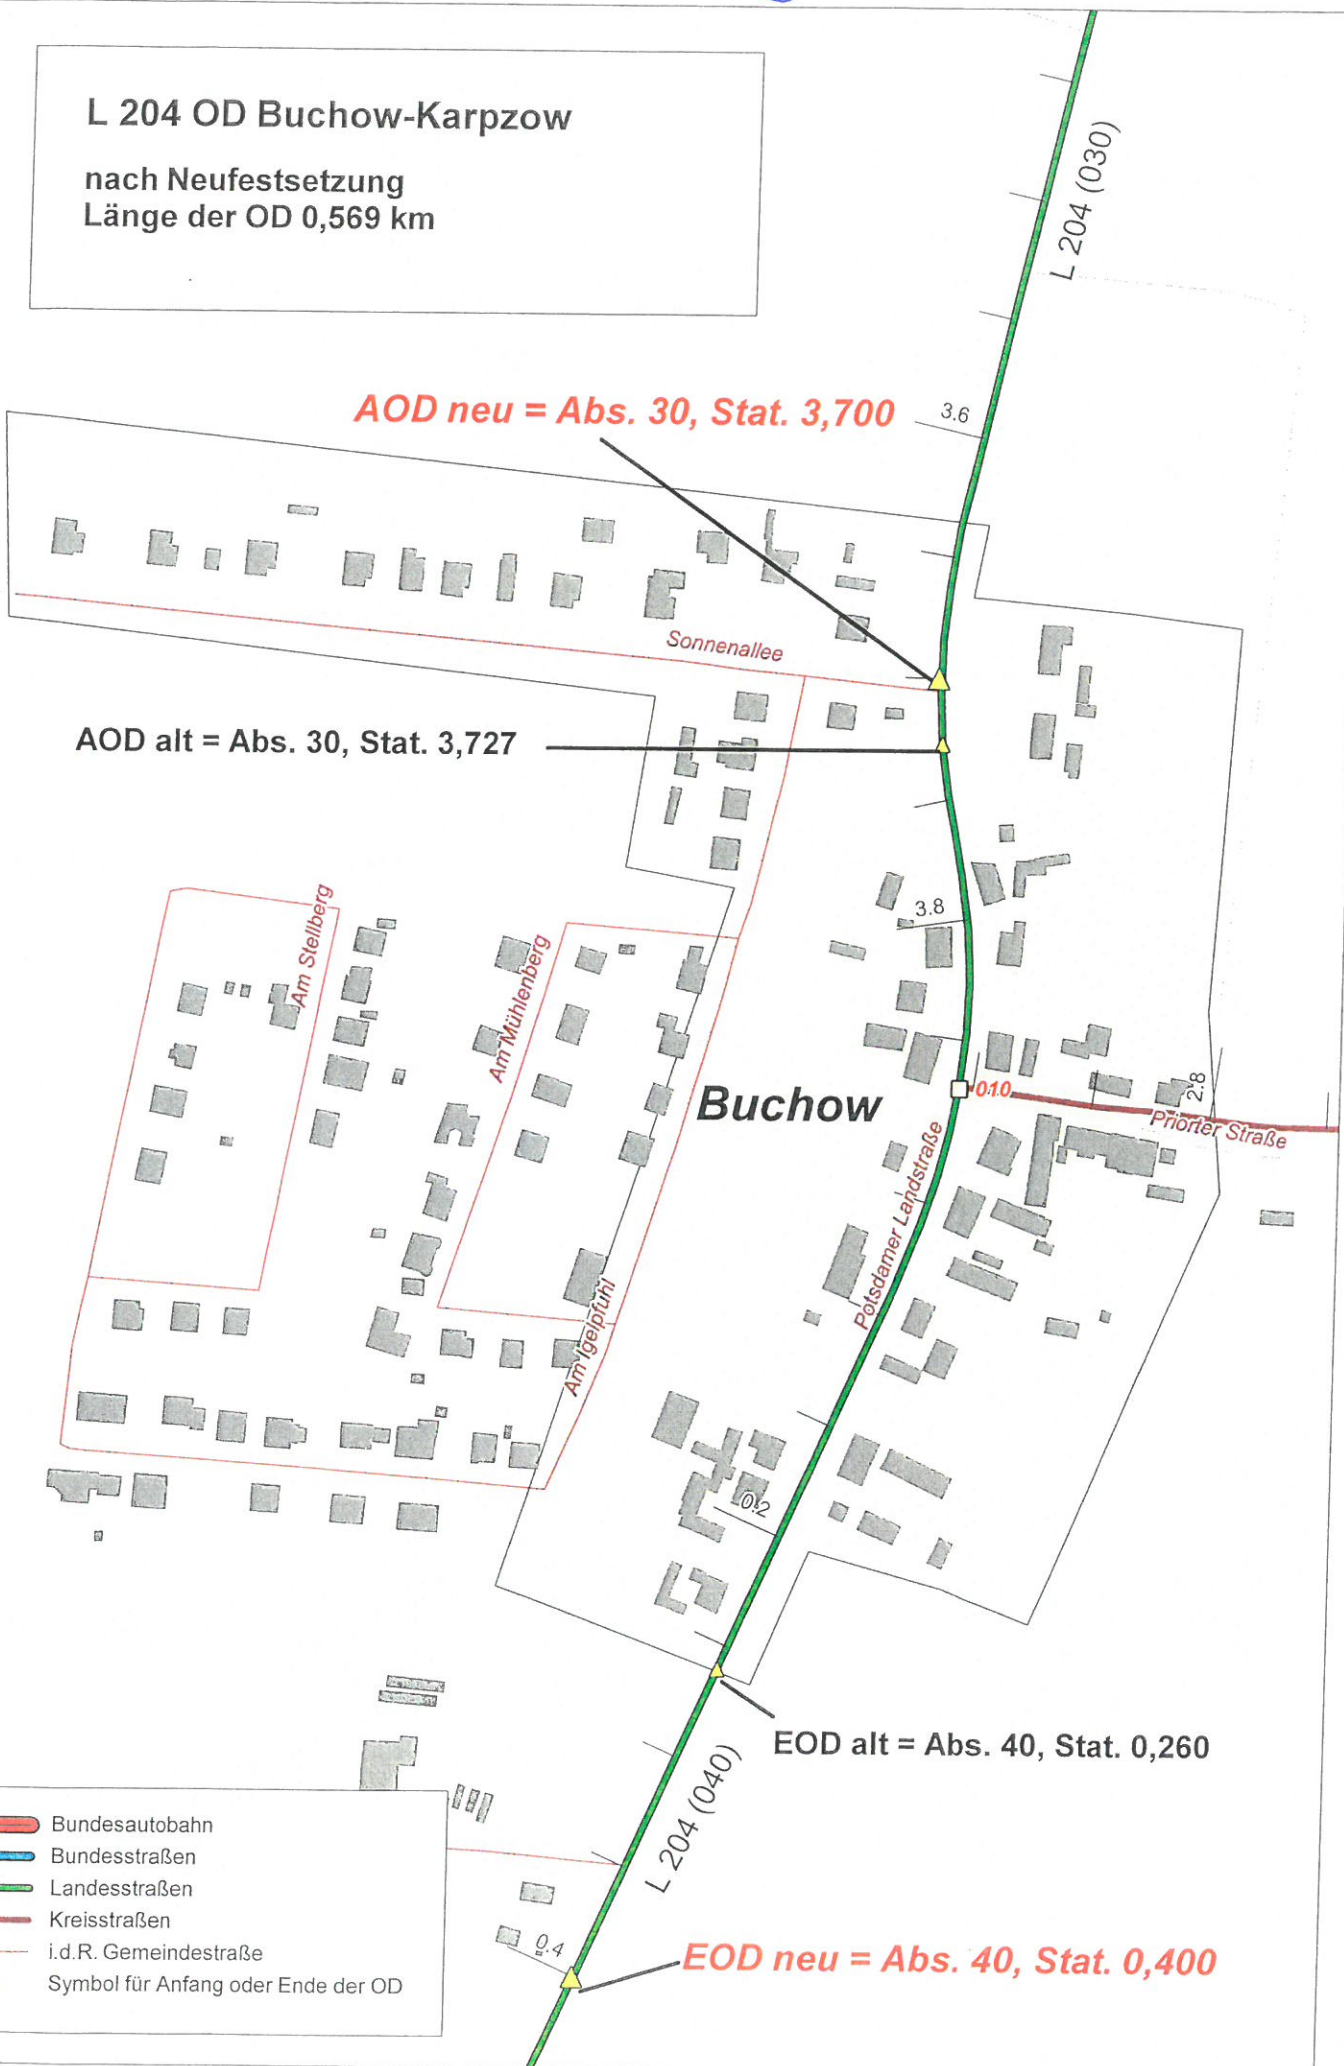 L 204 OD Buchow-Karpzow
nach Neufestsetzung
Länge der OD 0,569 km
L 204 (030)
AOD neu = Abs. 30, Stat. 3,700
3.6
Sonnenallee
AOD alt = Abs. 30, Stat. 3,727
3.8
Am Stellberg
Am Mühlenberg
Buchow
010
2.8
Priorter Straße
Potsdamer Landstraße
Am Igelpfuhl
0.2
EOD alt = Abs. 40, Stat. 0,260
L 204 (040)
Bundesautobahn
Bundesstraßen
Landesstraßen
Kreisstraßen
i.d.R. Gemeindestraße
Symbol für Anfang oder Ende der OD
0.4
EOD neu = Abs. 40, Stat. 0,400